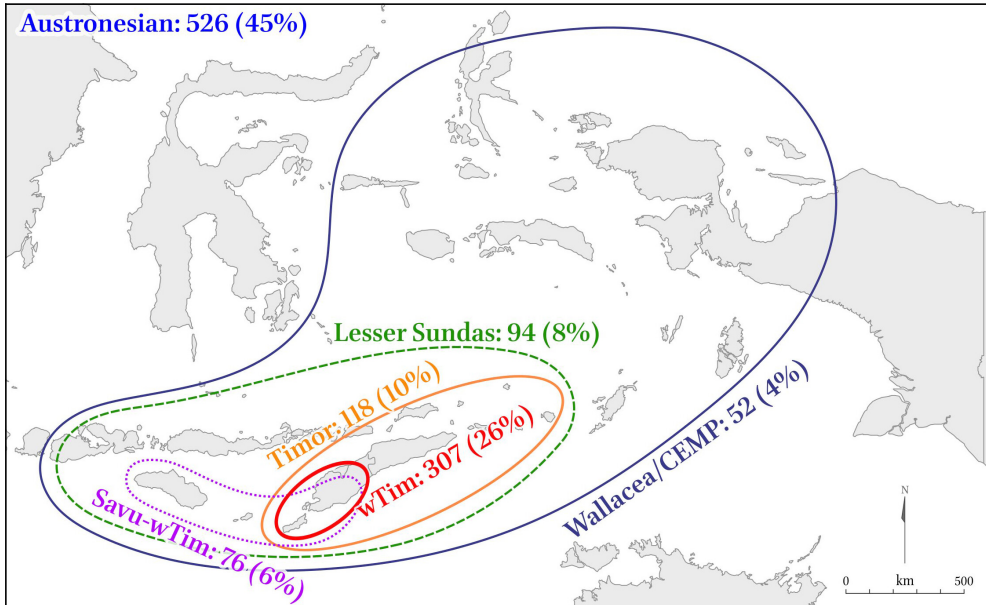 Austronesian: 526 (45%)
Lesser Sundas: 94 (8%)
Timor: 118 (10%)
wTim: 307 (26%)
Savu-wTim: 76 (6%)
Wallacea/CEMP: 52 (4%)
N
0 km 500